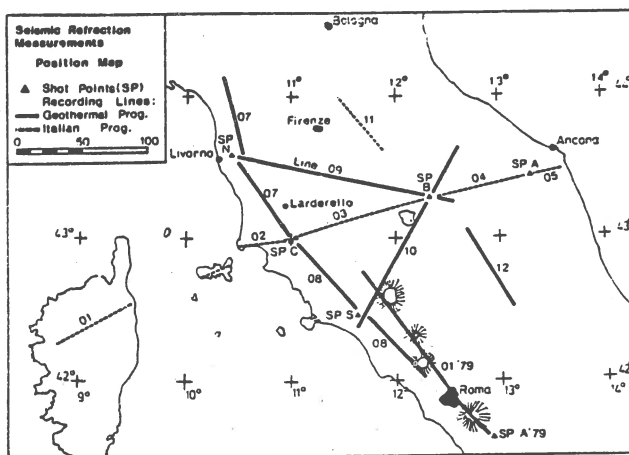 Seismic Refraction
Measurements
Position Map
▲ Shot Points(SP)
Recording Lines:
Geothermal Prog.
Italian Prog.
0 50 100
Bologna
11° 12° 13° 14° 44°
07
11
Firenze
SP
N
Livorno
Line 09
SP
B
04
SP A
05
Ancona
07
Larderello
03
02
SP C
10
43°
43°
12
08
SP S
01
08
01 '79
Roma
42°
9° 10° 11° 12° 13° 42°
SP A'79